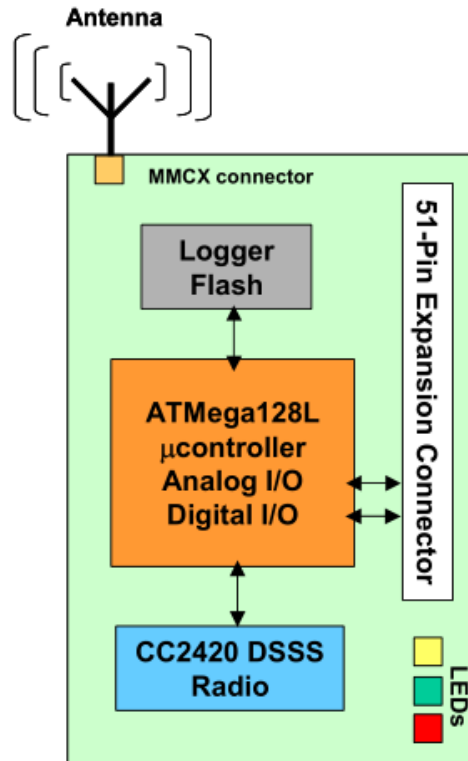 Antenna
MMCX connector
Logger
Flash
51-Pin Expansion Connector
ATMega128L
μcontroller
Analog I/O
Digital I/O
CC2420 DSSS
Radio
LEDs